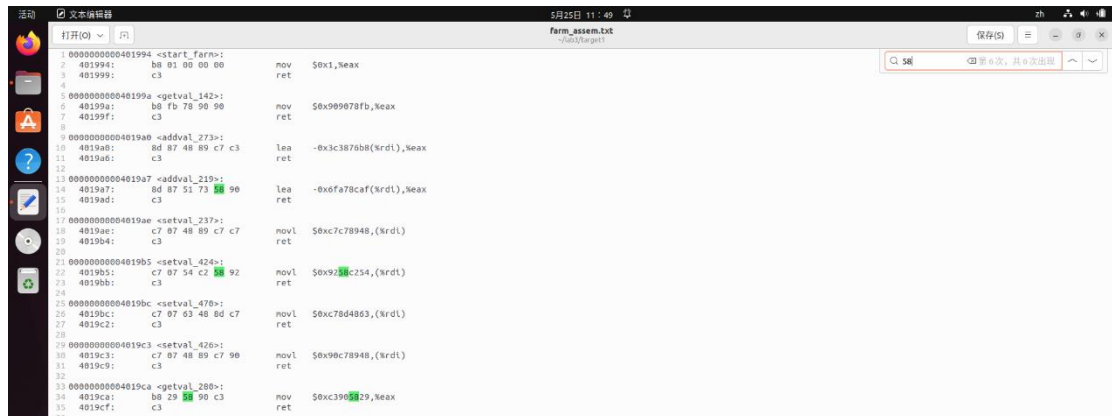 活动 文本编辑器 5月25日 11：49 zh
打开(O) farm_assem.txt 保存(S)
~/lab3/target1
58 第 6 次，共 6 次出现
1 0000000000401994 <start_farm>:
2 401994: b8 01 00 00 00 mov $0x1,%eax
3 401999: c3 ret
4
5 000000000040199a <getval_142>:
6 40199a: b8 fb 78 90 90 mov $0x909078fb,%eax
7 40199f: c3 ret
8
9 00000000004019a0 <addval_273>:
10 4019a0: 8d 87 48 89 c7 c3 lea -0x3c3876b8(%rdi),%eax
11 4019a6: c3 ret
12
13 00000000004019a7 <addval_219>:
14 4019a7: 8d 87 51 73 58 90 lea -0x6fa78caf(%rdi),%eax
15 4019ad: c3 ret
16
17 00000000004019ae <setval_237>:
18 4019ae: c7 07 48 89 c7 c7 movl $0xc7c78948,(%rdi)
19 4019b4: c3 ret
20
21 00000000004019b5 <setval_424>:
22 4019b5: c7 07 54 c2 58 92 movl $0x9258c254,(%rdi)
23 4019bb: c3 ret
24
25 00000000004019bc <setval_470>:
26 4019bc: c7 07 63 48 8d c7 movl $0xc78d4863,(%rdi)
27 4019c2: c3 ret
28
29 00000000004019c3 <setval_426>:
30 4019c3: c7 07 48 89 c7 90 movl $0x90c78948,(%rdi)
31 4019c9: c3 ret
32
33 00000000004019ca <getval_280>:
34 4019ca: b8 29 58 90 c3 mov $0xc3905829,%eax
35 4019cf: c3 ret